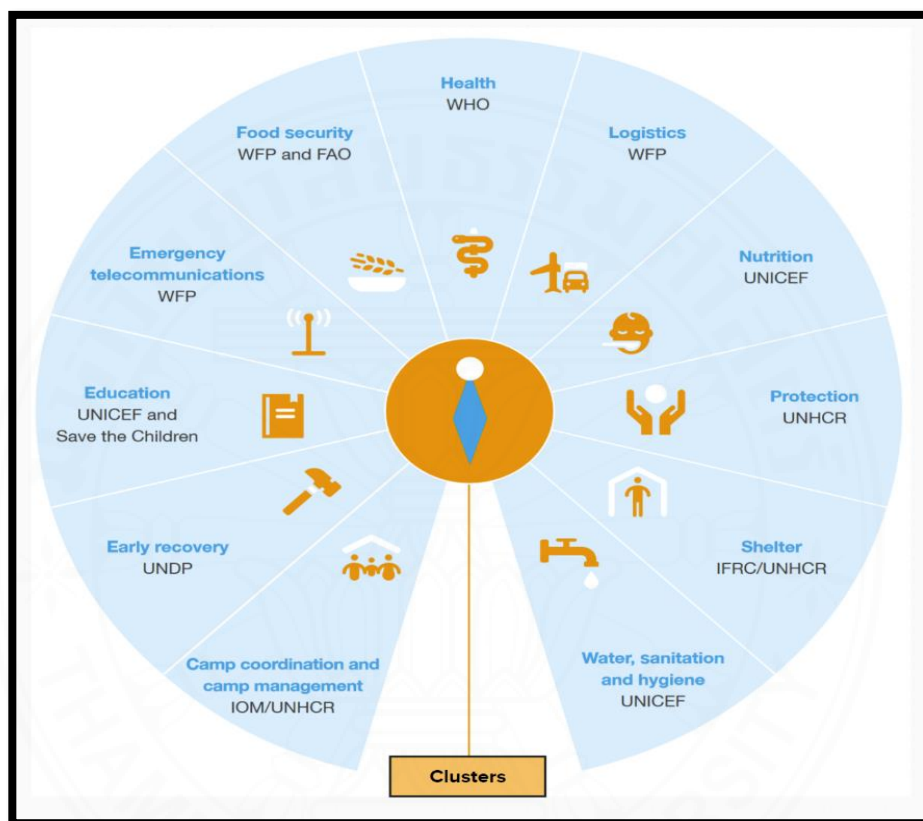 Health
WHO
Logistics
WFP
Nutrition
UNICEF
Protection
UNHCR
Shelter
IFRC/UNHCR
Water, sanitation
and hygiene
UNICEF
Camp coordination and
camp management
IOM/UNHCR
Early recovery
UNDP
Education
UNICEF and
Save the Children
Emergency
telecommunications
WFP
Food security
WFP and FAO
Clusters